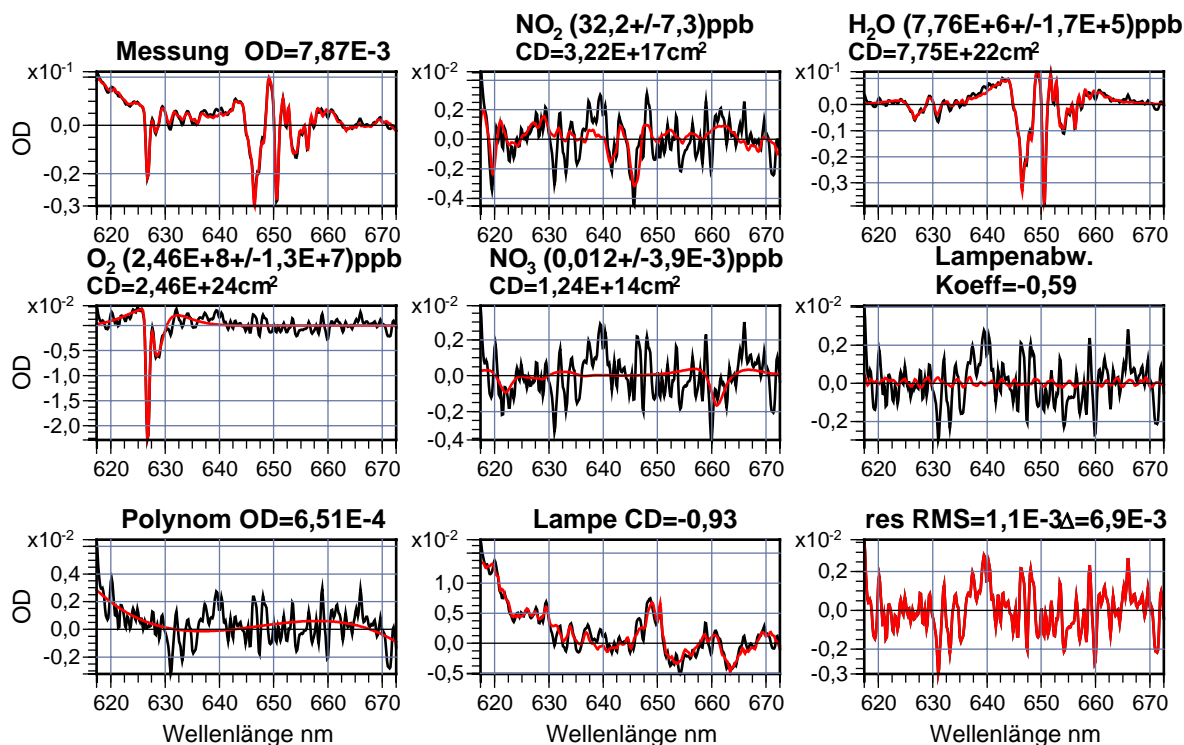 Messung OD=7,87E-3
NO₂ (32,2+/-7,3)ppb
CD=3,22E+17cm²
H₂O (7,76E+6+/-1,7E+5)ppb
CD=7,75E+22cm²
x10⁻¹
0,0
-0,2
-0,3
OD
620 630 640 650 660 670
x10⁻²
0,2
0,0
-0,2
-0,4
620 630 640 650 660 670
x10⁻¹
0,0
-0,1
-0,2
-0,3
620 630 640 650 660 670
O₂ (2,46E+8+/-1,3E+7)ppb
CD=2,46E+24cm²
NO₃ (0,012+/-3,9E-3)ppb
CD=1,24E+14cm²
Lampenabw.
Koeff=-0,59
x10⁻²
-0,5
-1,0
-1,5
-2,0
OD
620 630 640 650 660 670
x10⁻²
0,2
0,0
-0,2
-0,4
620 630 640 650 660 670
x10⁻²
0,2
0,0
-0,2
620 630 640 650 660 670
Polynom OD=6,51E-4
Lampe CD=-0,93
res RMS=1,1E-3Δ=6,9E-3
x10⁻²
0,4
0,2
0,0
-0,2
OD
620 630 640 650 660 670
Wellenlänge nm
x10⁻²
1,0
0,5
0,0
-0,5
620 630 640 650 660 670
Wellenlänge nm
x10⁻²
0,2
0,0
-0,2
-0,3
620 630 640 650 660 670
Wellenlänge nm